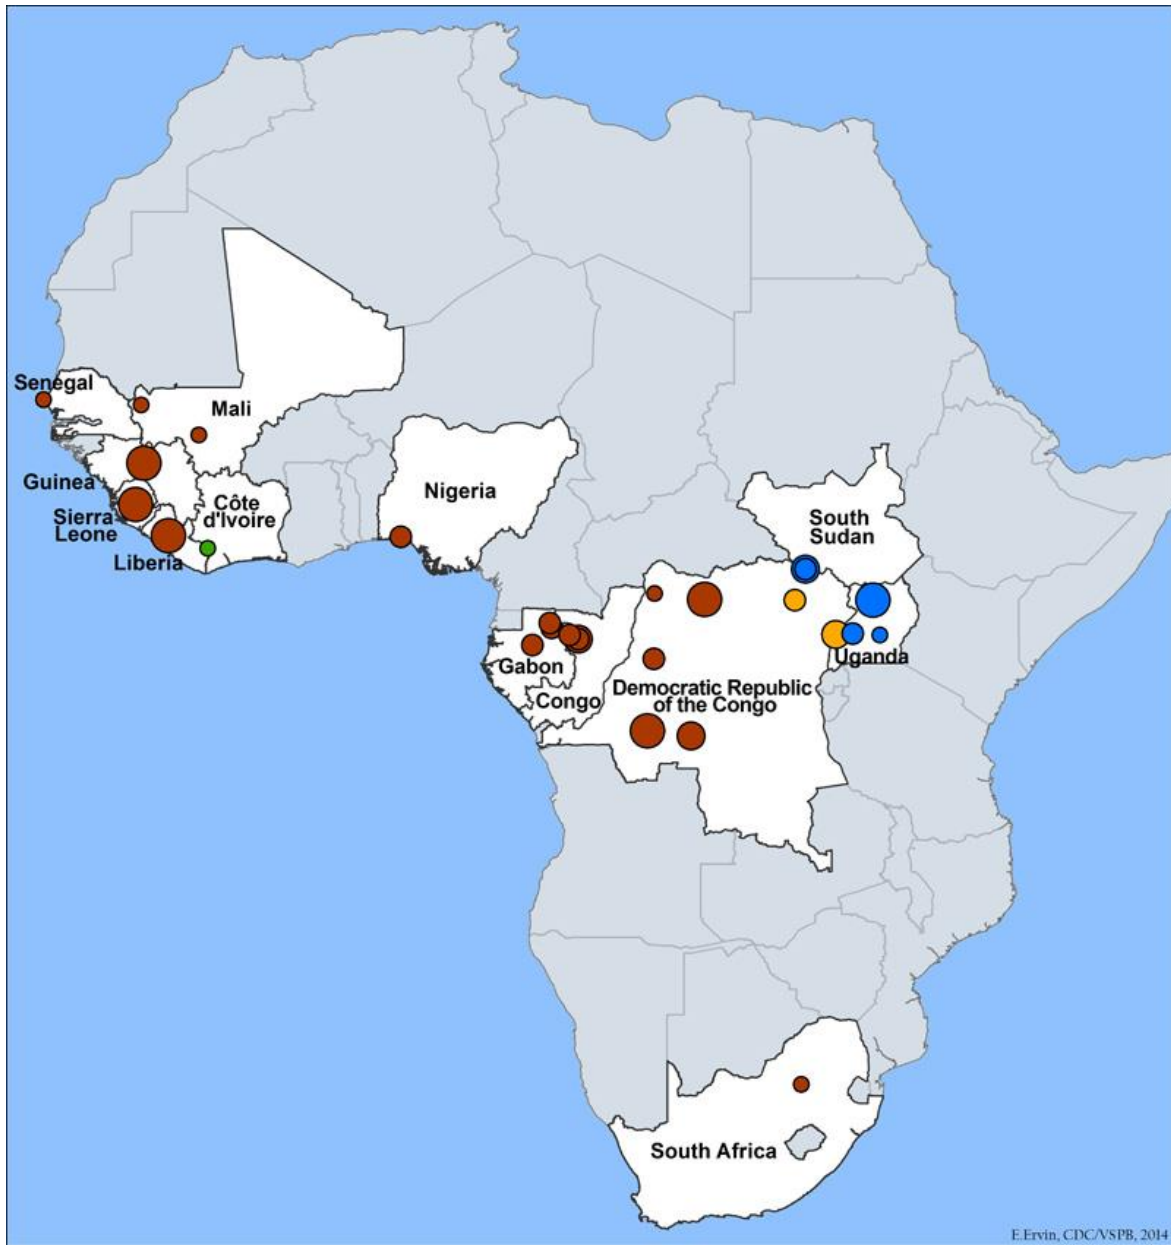 Senegal
Mali
Guinea
Nigeria
Côte
d'Ivoire
Sierra
Leone
Liberia
South
Sudan
Gabon
Uganda
Congo
Democratic Republic
of the Congo
South Africa
E.Ervin, CDC/VSPB, 2014